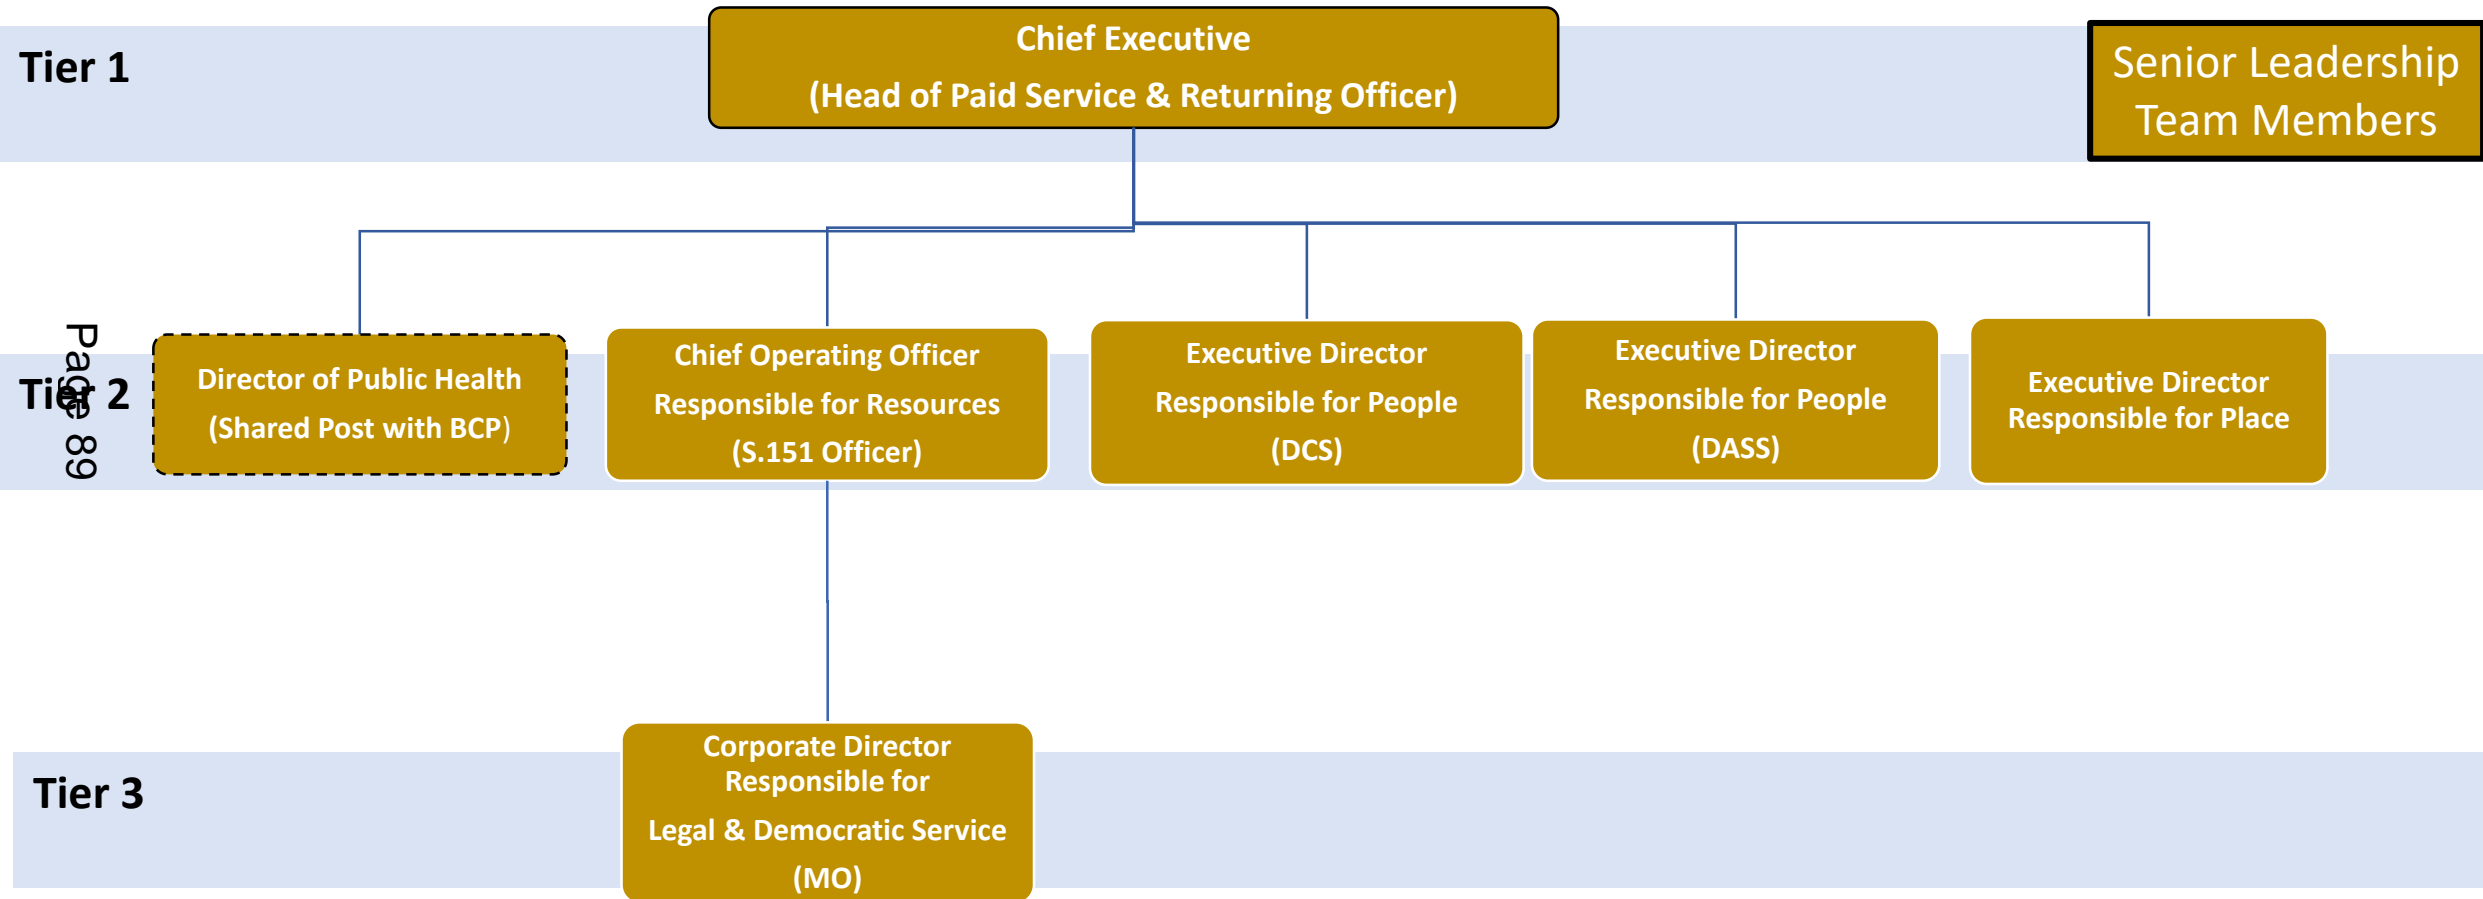 Tier 1
Chief Executive
(Head of Paid Service & Returning Officer)
Senior Leadership
Team Members
Page 89
Tier 2
Director of Public Health
(Shared Post with BCP)
Chief Operating Officer
Responsible for Resources
(S.151 Officer)
Executive Director
Responsible for People
(DCS)
Executive Director
Responsible for People
(DASS)
Executive Director
Responsible for Place
Tier 3
Corporate Director
Responsible for
Legal & Democratic Service
(MO)